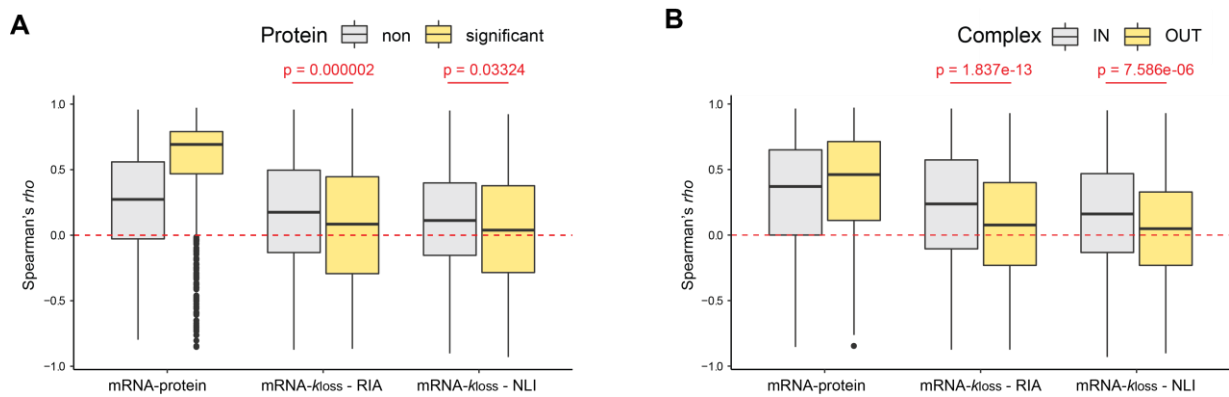 A
Protein non significant
p = 0.000002 p = 0.03324
Spearman's rho
1.0
0.5
0.0
−0.5
−1.0
mRNA-protein mRNA-kloss - RIA mRNA-kloss - NLI
B
Complex IN OUT
p = 1.837e-13 p = 7.586e-06
Spearman's rho
1.0
0.5
0.0
−0.5
−1.0
mRNA-protein mRNA-kloss - RIA mRNA-kloss - NLI